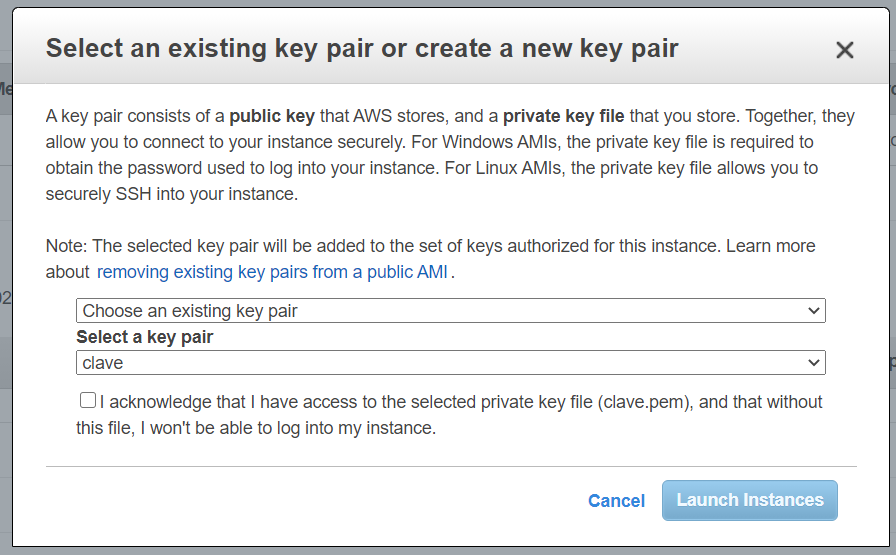 Select an existing key pair or create a new key pair
A key pair consists of a public key that AWS stores, and a private key file that you store. Together, they
allow you to connect to your instance securely. For Windows AMIs, the private key file is required to
obtain the password used to log into your instance. For Linux AMIs, the private key file allows you to
securely SSH into your instance.
Note: The selected key pair will be added to the set of keys authorized for this instance. Learn more
about removing existing key pairs from a public AMI.
Choose an existing key pair
Select a key pair
clave
I acknowledge that I have access to the selected private key file (clave.pem), and that without
this file, I won't be able to log into my instance.
Cancel
Launch Instances